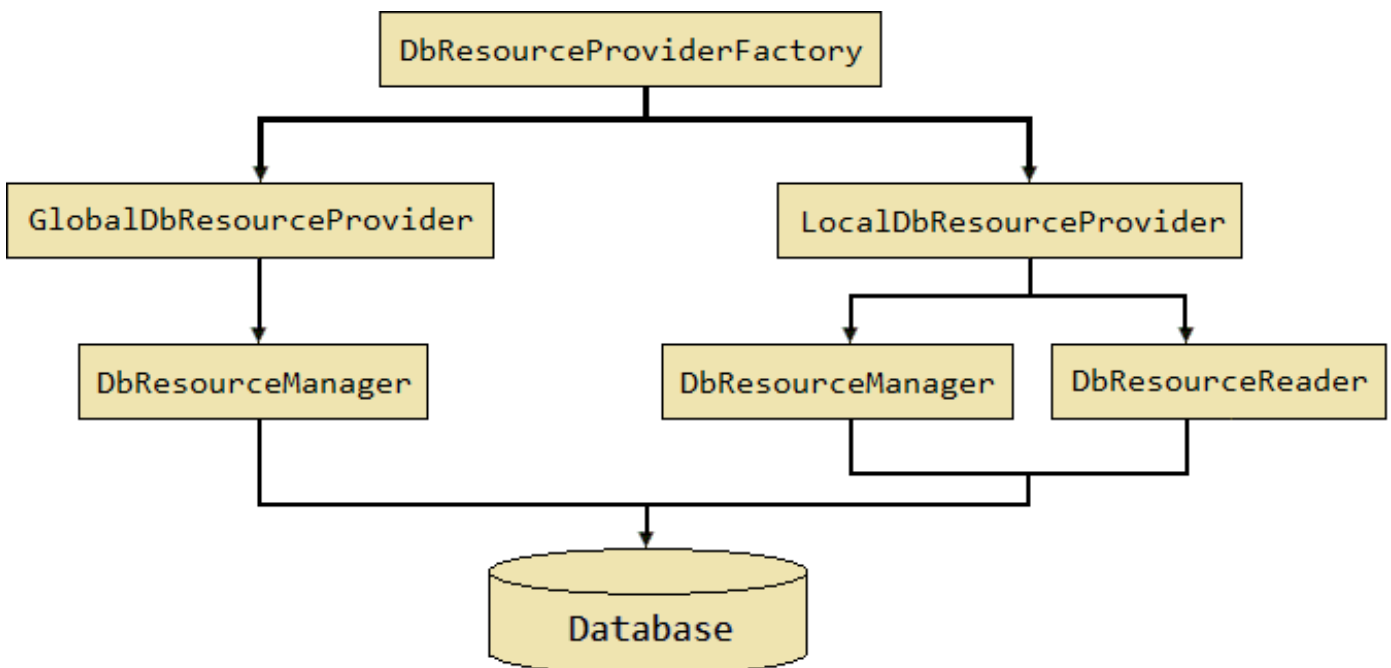 DbResourceProviderFactory
GlobalDbResourceProvider
LocalDbResourceProvider
DbResourceManager
DbResourceManager
DbResourceReader
Database